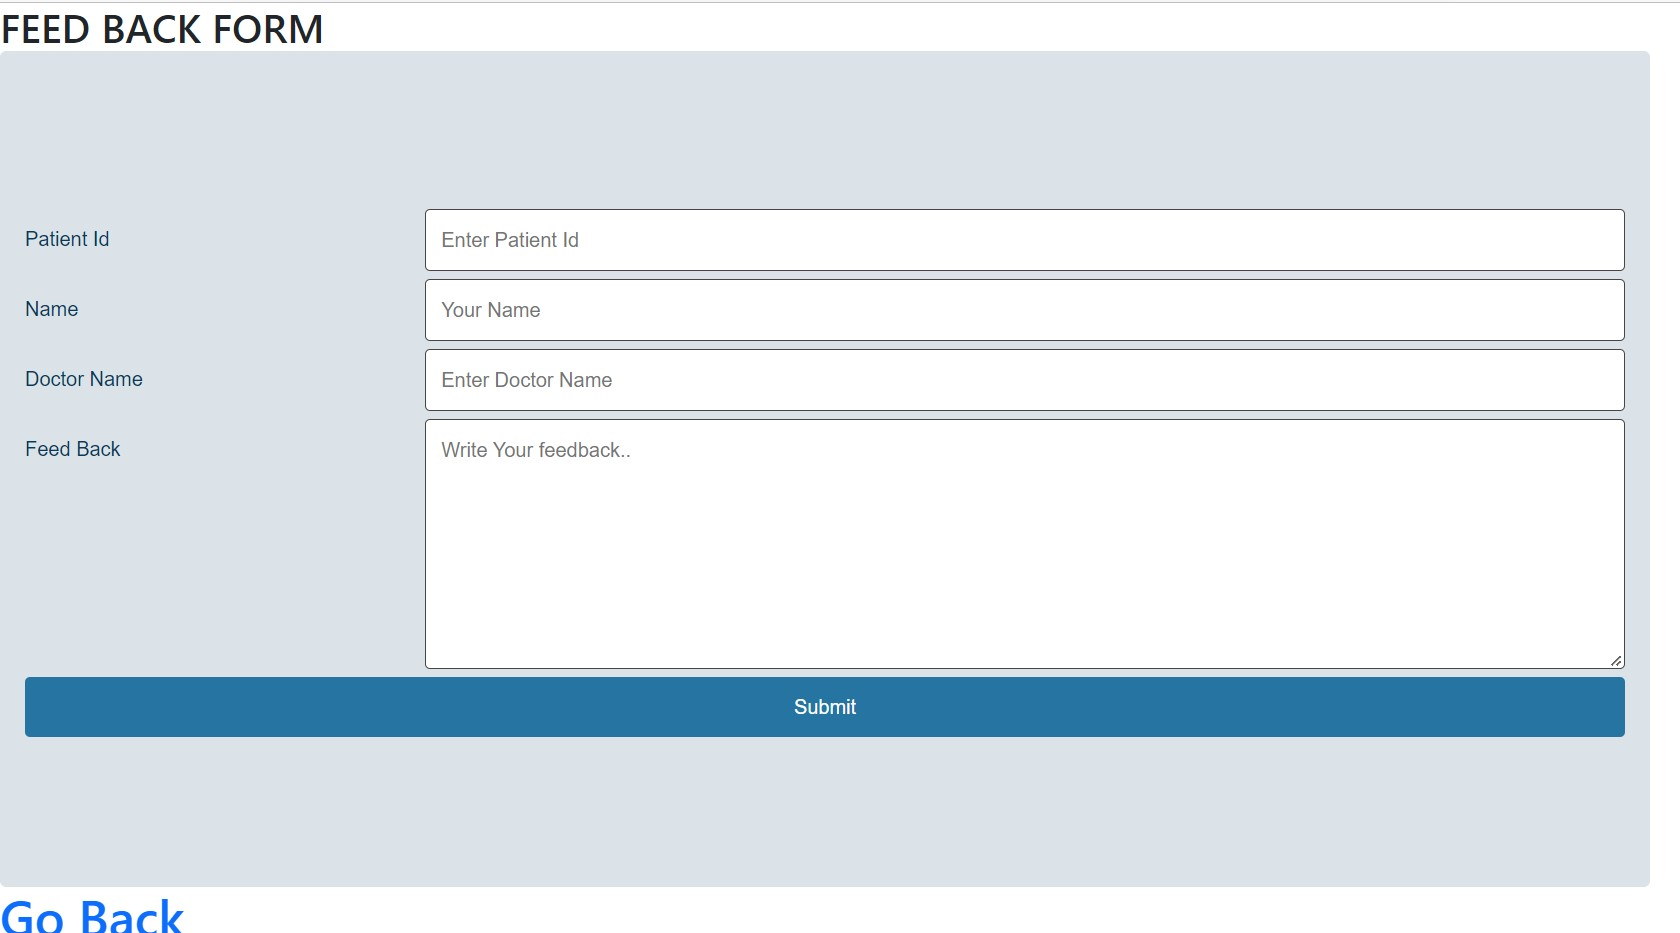 FEED BACK FORM
Patient Id
Enter Patient Id
Name
Your Name
Doctor Name
Enter Doctor Name
Feed Back
Write Your feedback..
Submit
Go Back